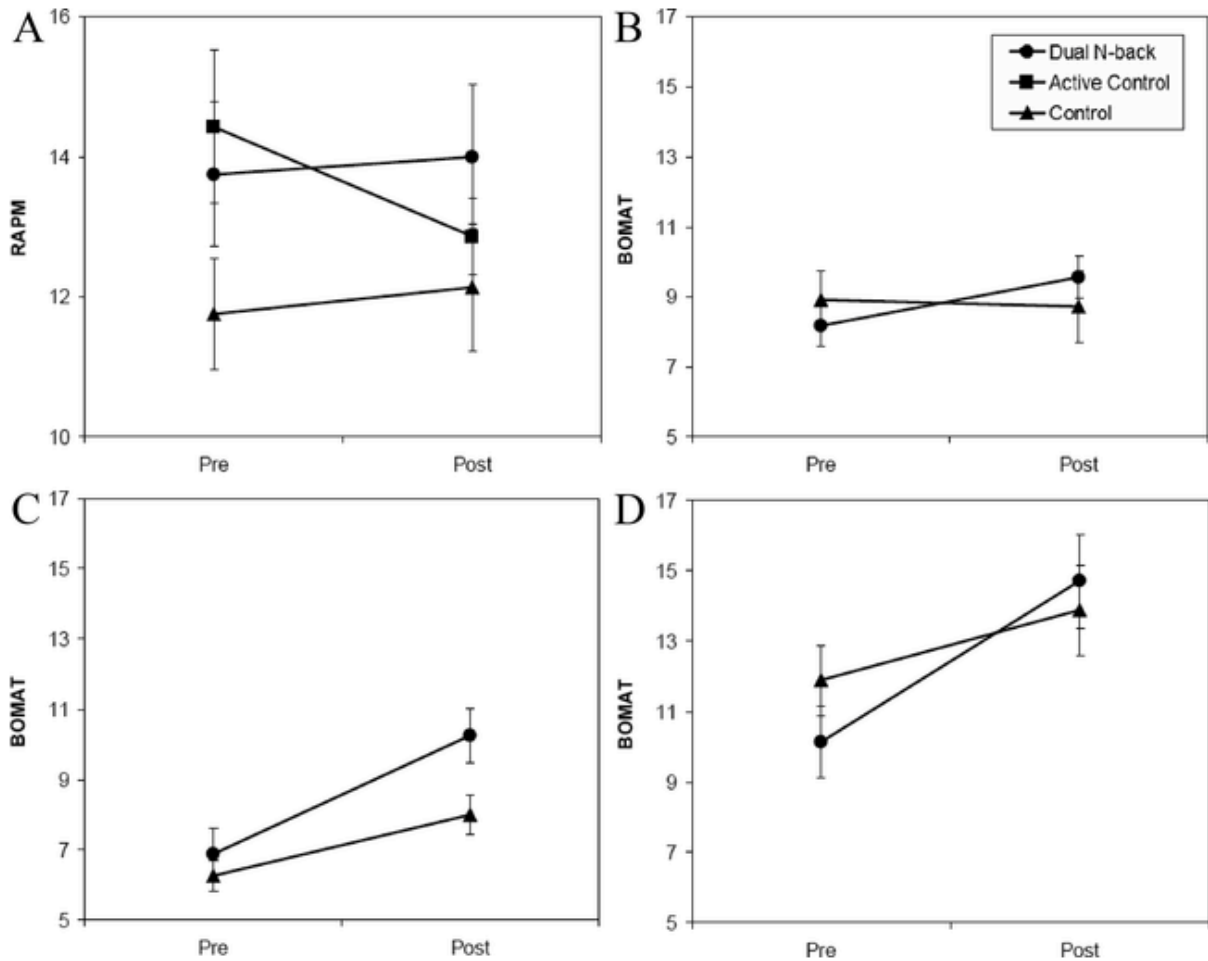 A
16
14
12
10
RAPM
Pre
Post
B
17
15
13
11
9
7
5
BOMAT
Pre
Post
Dual N-back
Active Control
Control
C
17
15
13
11
9
7
5
BOMAT
Pre
Post
D
17
15
13
11
9
7
5
BOMAT
Pre
Post